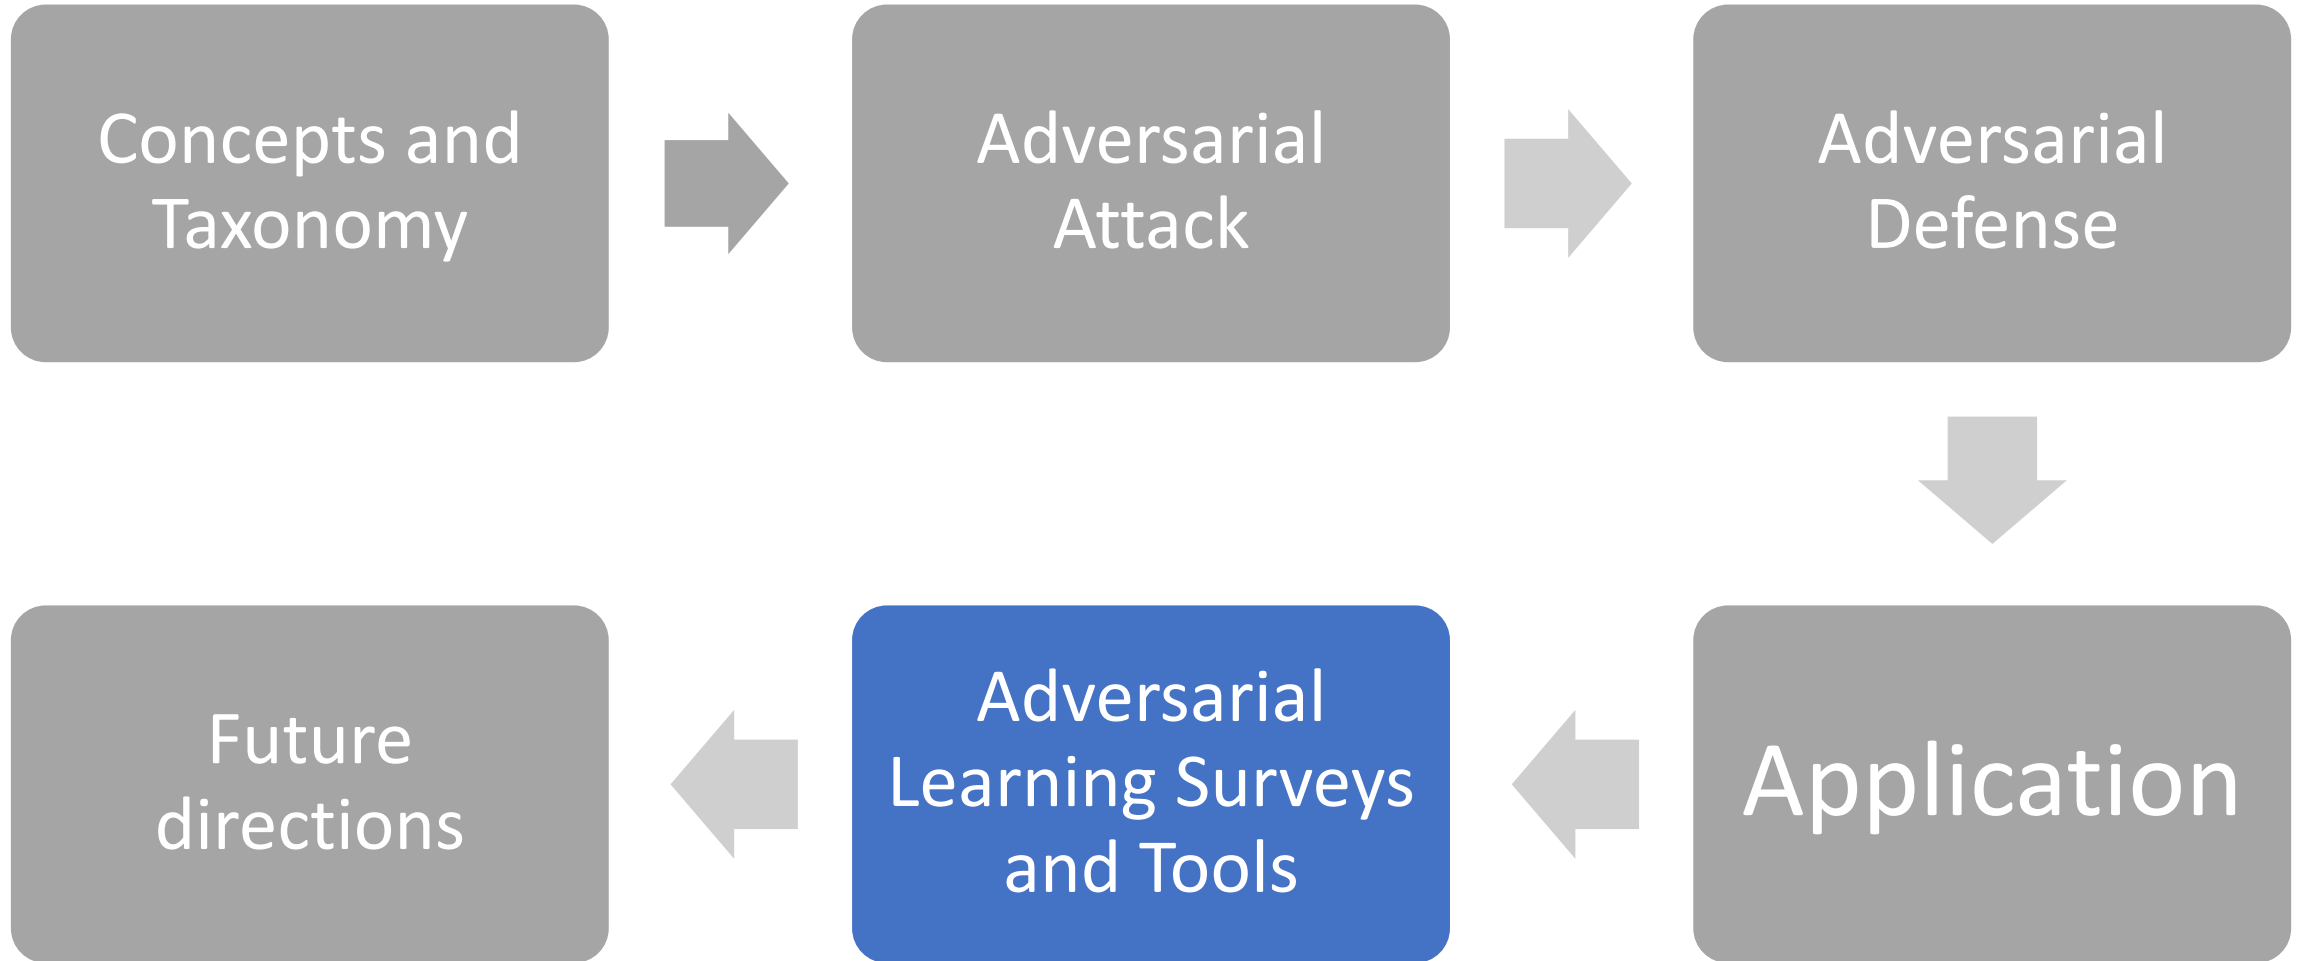 Concepts and
Taxonomy
Adversarial
Attack
Adversarial
Defense
Application
Adversarial
Learning Surveys
and Tools
Future
directions